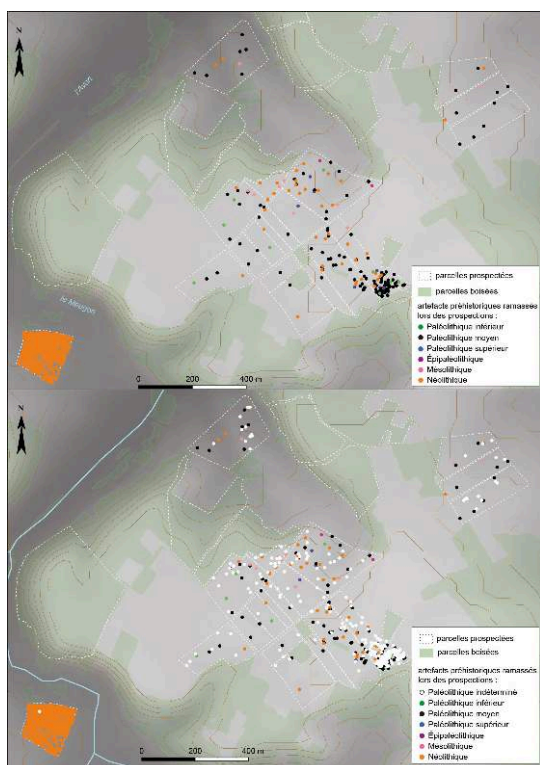 N
l'Avon
le Mesgon
parcelles prospectées
parcelles boisées
artefacts préhistoriques ramassés
lors des prospections :
Paléolithique inférieur
Paléolithique moyen
Paléolithique supérieur
Épipaléolithique
Mésolithique
Néolithique
0 200 400 m
N
parcelles prospectées
parcelles boisées
artefacts préhistoriques ramassés
lors des prospections :
Paléolithique indéterminé
Paléolithique inférieur
Paléolithique moyen
Paléolithique supérieur
Épipaléolithique
Mésolithique
Néolithique
0 200 400 m